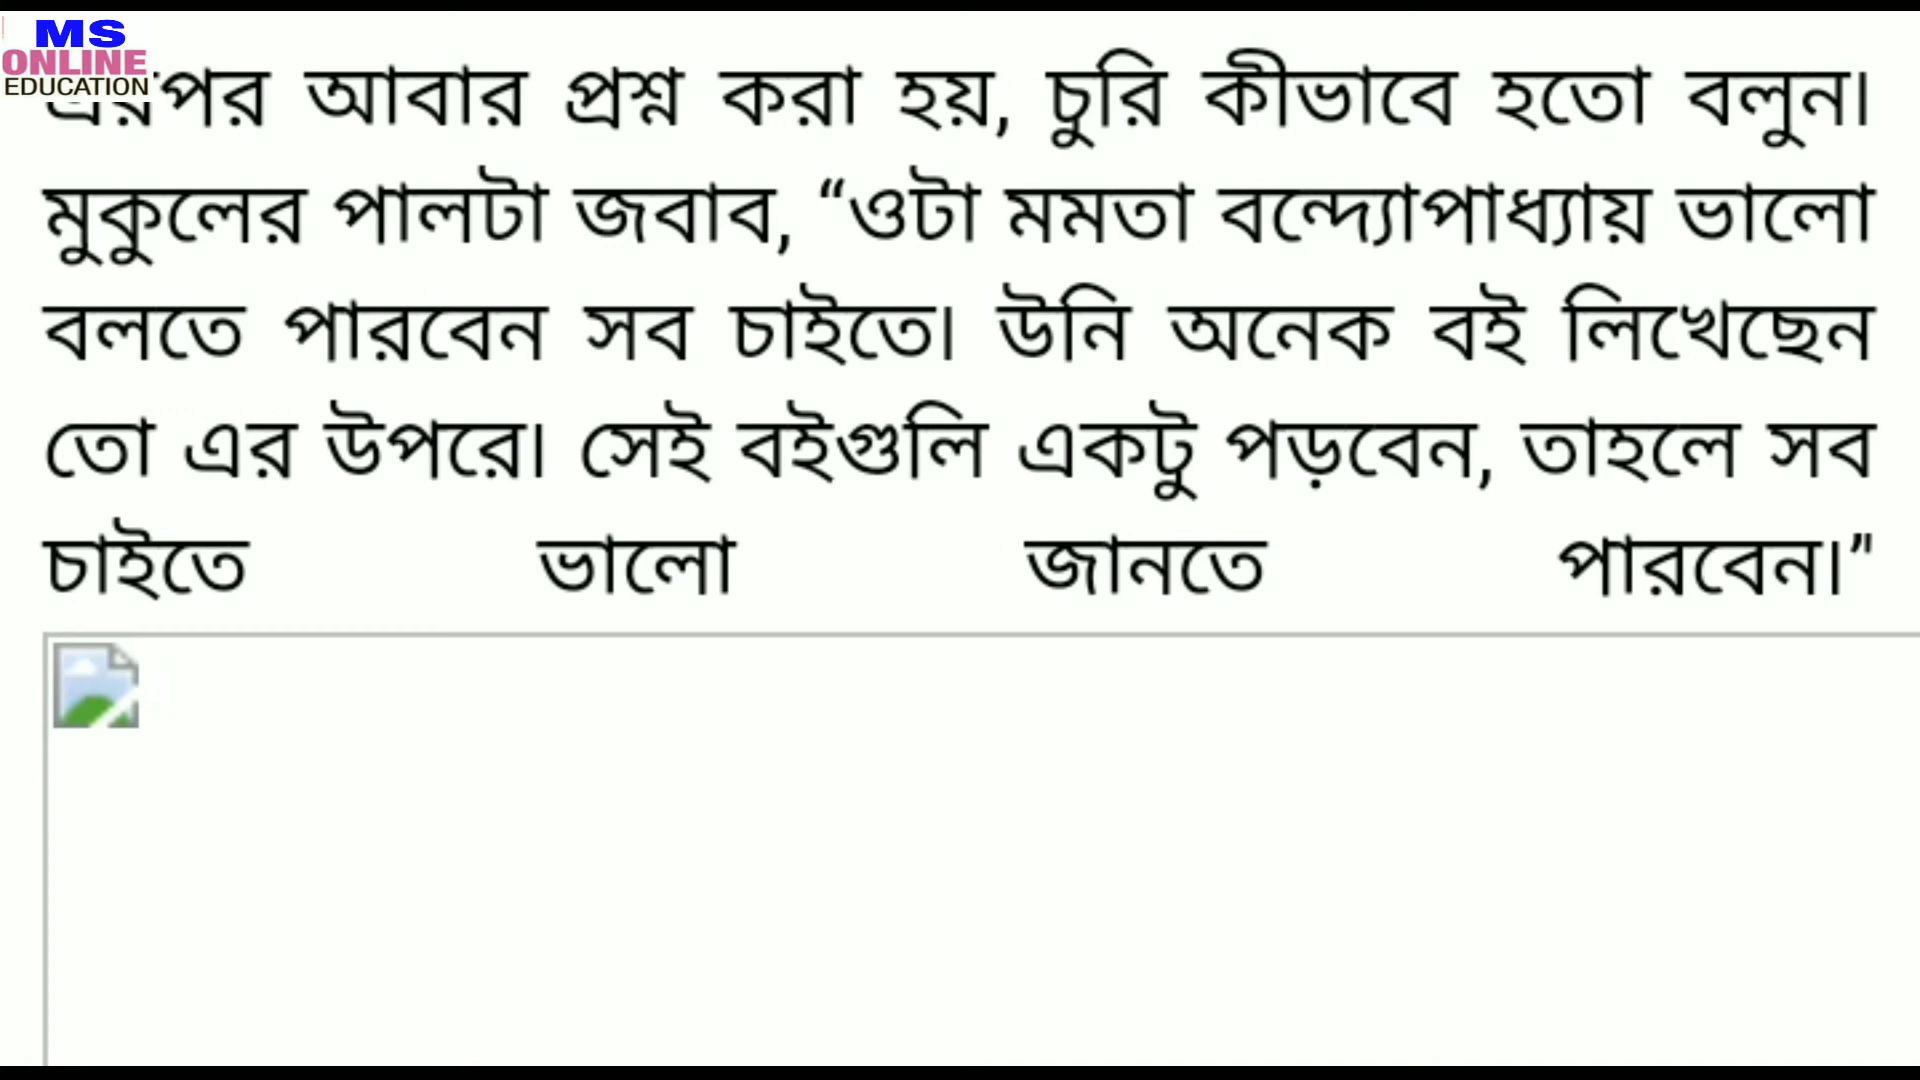 MS
ONLINE
EDUCATION
এরপর আবার প্রশ্ন করা হয়, চুরি কীভাবে হতো বলুন।
মুকুলের পালটা জবাব, “ওটা মমতা বন্দ্যোপাধ্যায় ভালো
বলতে পারবেন সব চাইতে। উনি অনেক বই লিখেছেন
তো এর উপরে। সেই বইগুলি একটু পড়বেন, তাহলে সব
চাইতে ভালো জানতে পারবেন।”